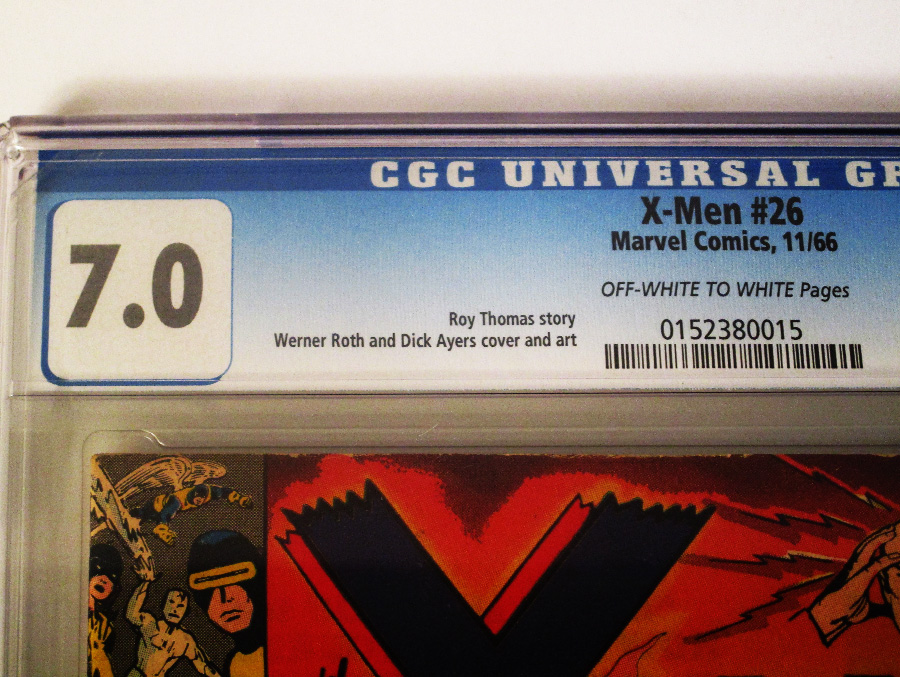 CGC UNIVERSAL GR
7.0
X-Men #26
Marvel Comics, 11/66
OFF-WHITE TO WHITE Pages
Roy Thomas story
Werner Roth and Dick Ayers cover and art
0152380015
X